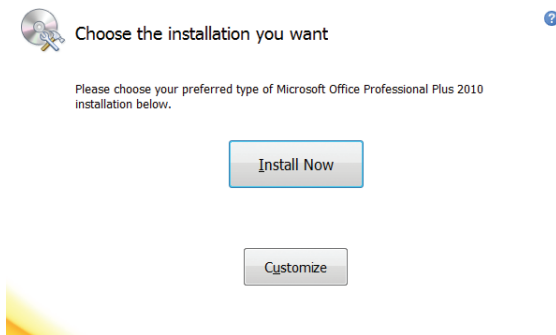 Choose the installation you want
Please choose your preferred type of Microsoft Office Professional Plus 2010
installation below.
Install Now
Customize